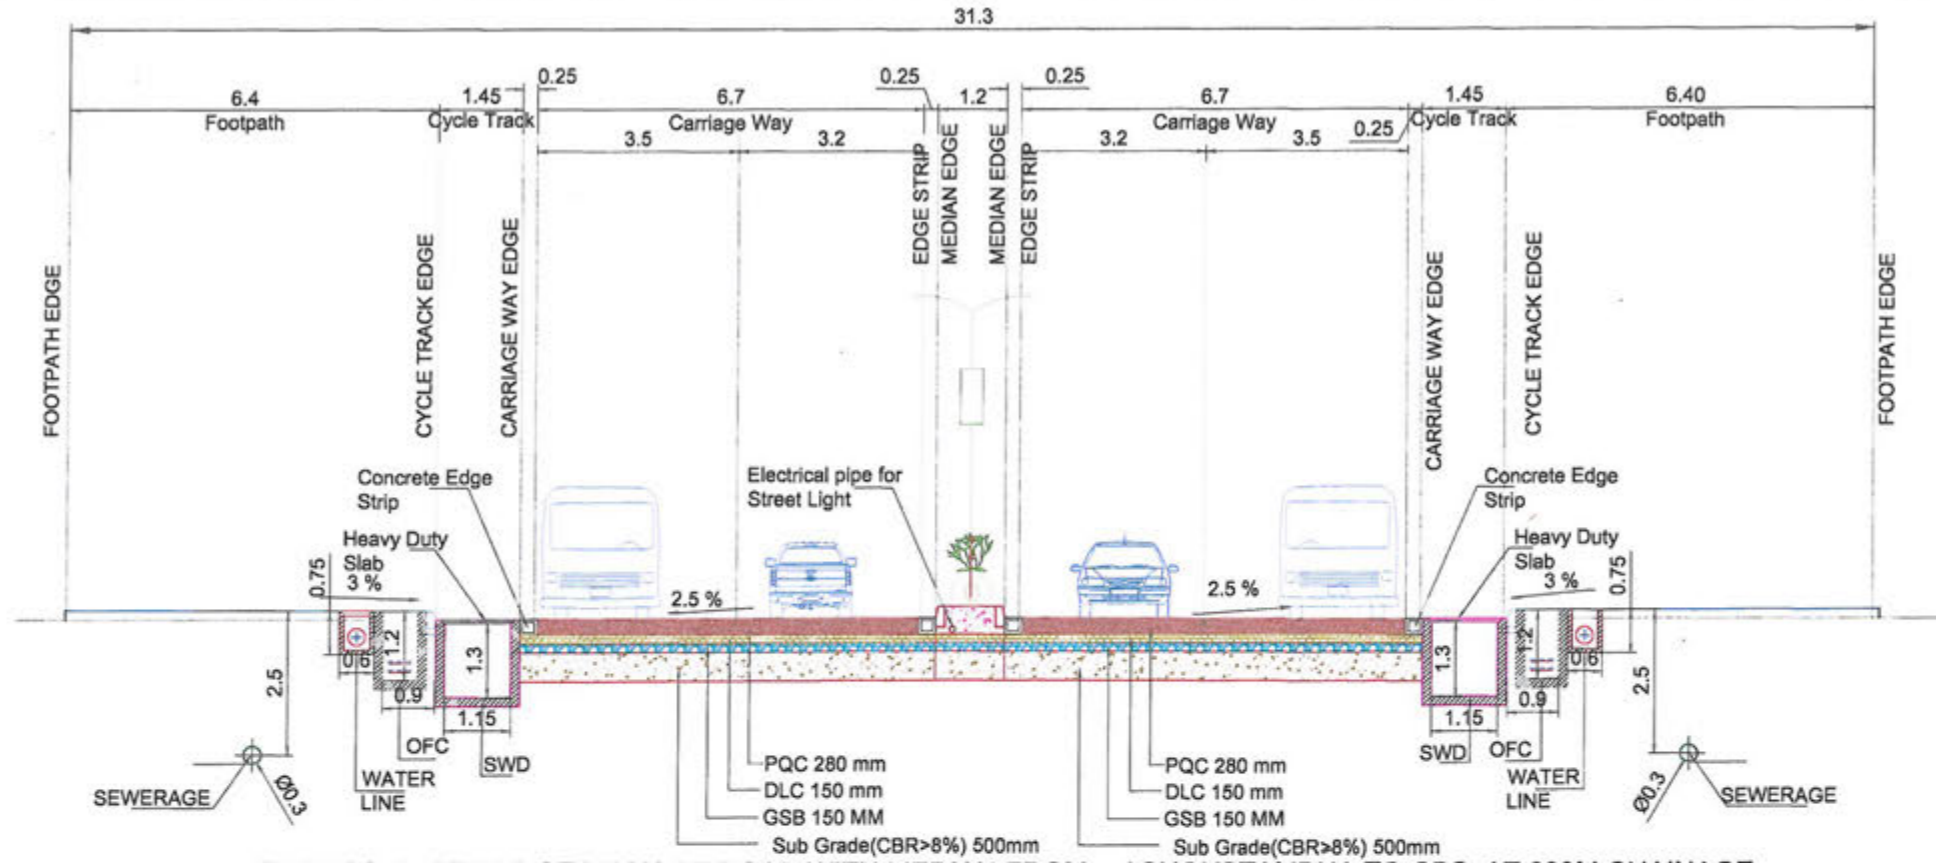 31.3
0.25 0.25 0.25
6.4 1.45 6.7 1.2 6.7 1.45 6.40
Footpath Cycle Track Carriage Way Carriage Way 0.25 Cycle Track Footpath
3.5 3.2 3.2 3.5
FOOTPATH EDGE
CYCLE TRACK EDGE
CARRIAGE WAY EDGE
EDGE STRIP
MEDIAN EDGE
MEDIAN EDGE
EDGE STRIP
CARRIAGE WAY EDGE
CYCLE TRACK EDGE
FOOTPATH EDGE
Concrete Edge
Strip
Heavy Duty
Slab
3 %
Electrical pipe for
Street Light
Concrete Edge
Strip
Heavy Duty
Slab
3 %
2.5 % 2.5 %
0.75
1.2
1.3
0.6
0.9
1.15
2.5
0.75
1.2
1.3
0.6
0.9
1.15
2.5
OFC
SWD
WATER
LINE
SEWERAGE
Ø0.3
PQC 280 mm
DLC 150 mm
GSB 150 MM
Sub Grade(CBR>8%) 500mm
PQC 280 mm
DLC 150 mm
GSB 150 MM
Sub Grade(CBR>8%) 500mm
SWD
OFC
WATER
LINE
Ø0.3
SEWERAGE